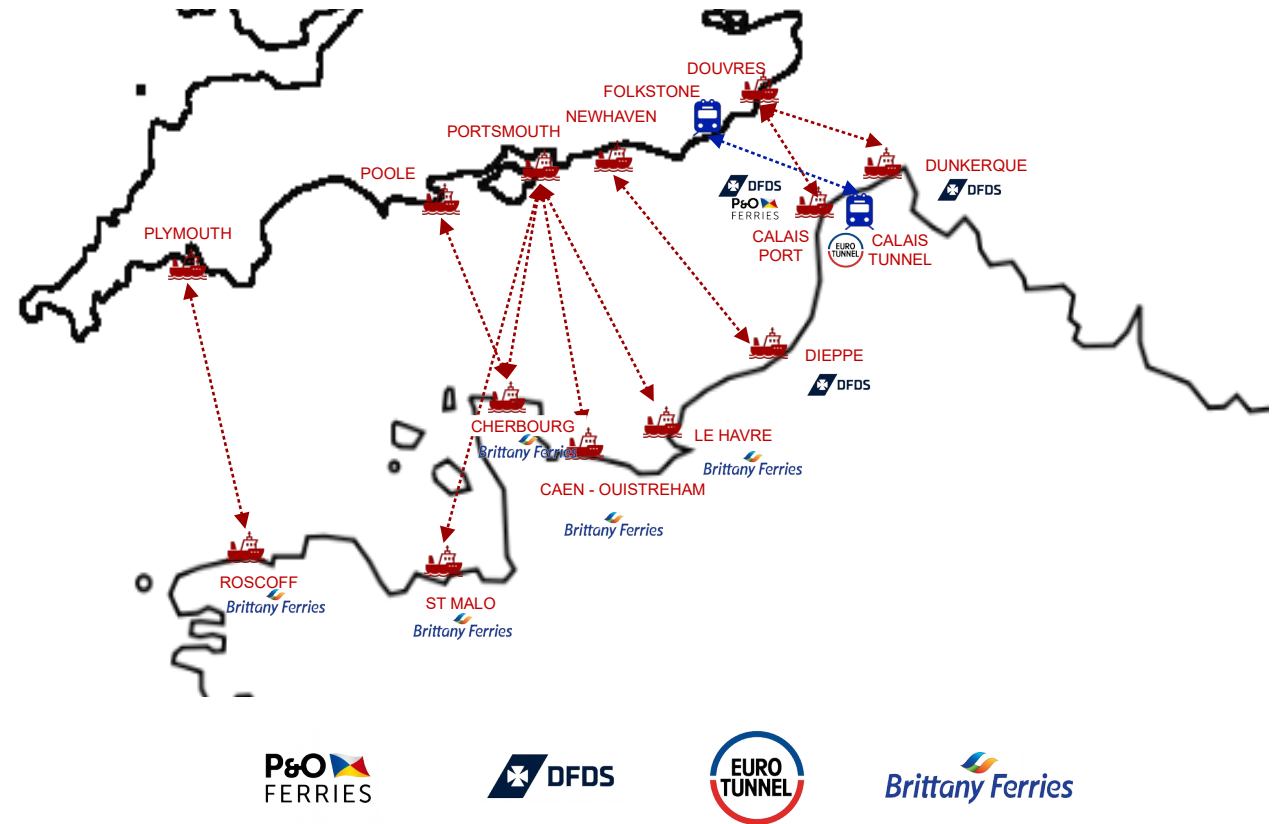 DOUVRES
FOLKSTONE
NEWHAVEN
PORTSMOUTH
POOLE
DUNKERQUE
DFDS
DFDS
P&O
FERRIES
PLYMOUTH
CALAIS
PORT
EURO
TUNNEL
CALAIS
TUNNEL
DIEPPE
DFDS
CHERBOURG
Brittany Ferries
LE HAVRE
Brittany Ferries
CAEN - OUISTREHAM
Brittany Ferries
ROSCOFF
Brittany Ferries
ST MALO
Brittany Ferries
P&O
FERRIES
DFDS
EURO
TUNNEL
Brittany Ferries